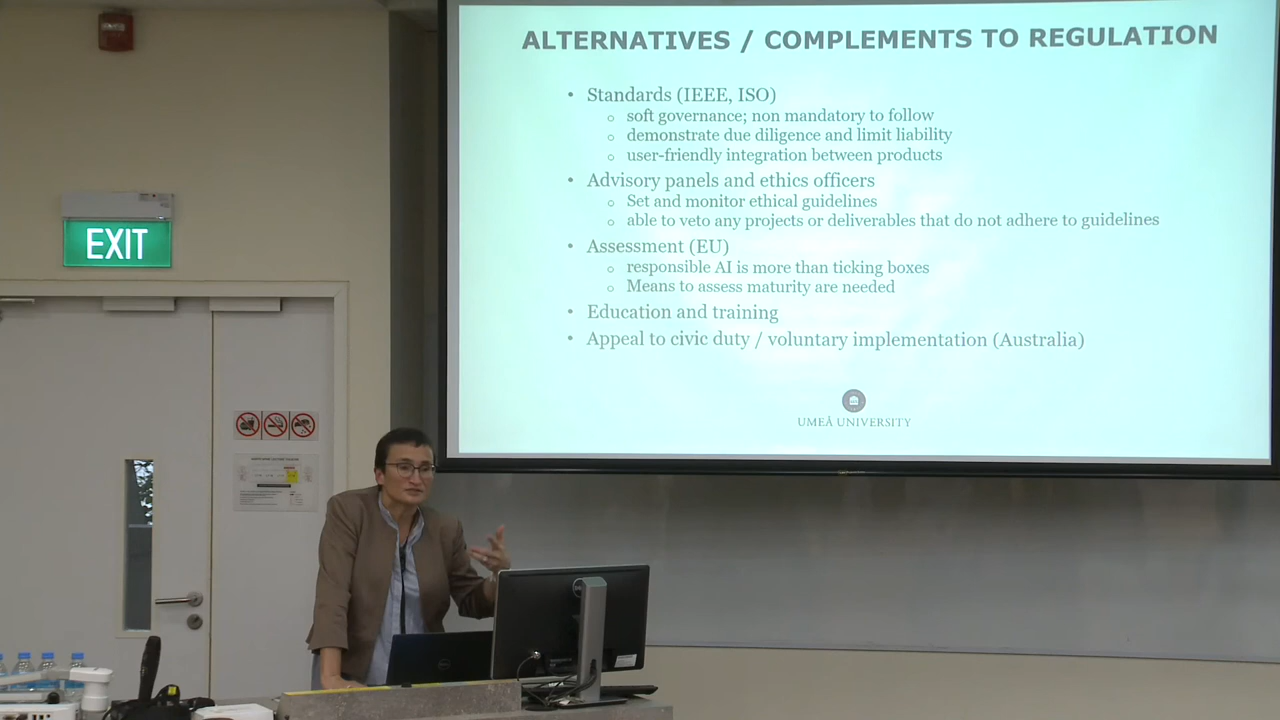 ALTERNATIVES / COMPLEMENTS TO REGULATION
• Standards (IEEE, ISO)
○ soft governance; non mandatory to follow
○ demonstrate due diligence and limit liability
○ user-friendly integration between products
• Advisory panels and ethics officers
○ Set and monitor ethical guidelines
○ able to veto any projects or deliverables that do not adhere to guidelines
• Assessment (EU)
○ responsible AI is more than ticking boxes
○ Means to assess maturity are needed
• Education and training
• Appeal to civic duty / voluntary implementation (Australia)
UMEÅ UNIVERSITY
EXIT